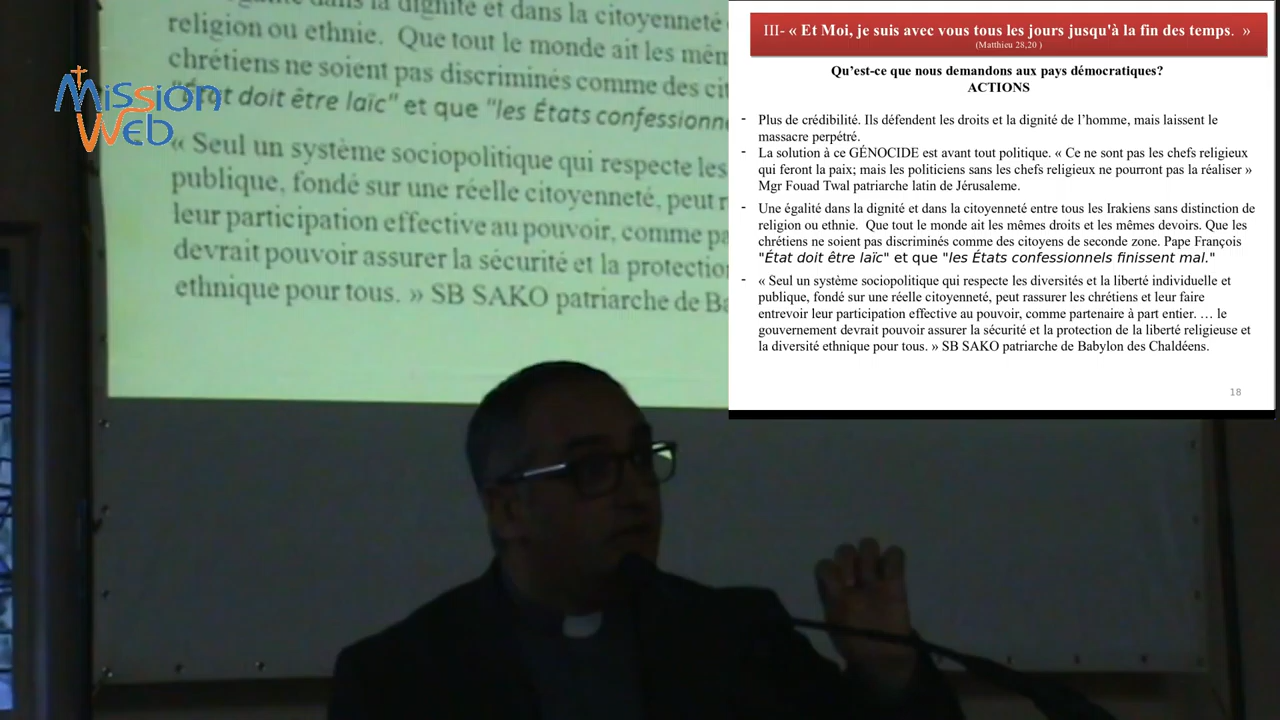 Mission
Web
dans la dignité et dans la citoyenneté
religion ou ethnie. Que tout le monde ait les mêm
chrétiens ne soient pas discriminés comme des cit
"État doit être laïc" et que "les États confessionn
« Seul un système sociopolitique qui respecte les
publique, fondé sur une réelle citoyenneté, peut r
leur participation effective au pouvoir, comme pa
devrait pouvoir assurer la sécurité et la protection
ethnique pour tous. » SB SAKO patriarche de Ba
III- « Et Moi, je suis avec vous tous les jours jusqu'à la fin des temps. »
(Matthieu 28,20 )
Qu’est-ce que nous demandons aux pays démocratiques?
ACTIONS
- Plus de crédibilité. Ils défendent les droits et la dignité de l’homme, mais laissent le
massacre perpétré.
- La solution à ce GÉNOCIDE est avant tout politique. « Ce ne sont pas les chefs religieux
qui feront la paix; mais les politiciens sans les chefs religieux ne pourront pas la réaliser »
Mgr Fouad Twal patriarche latin de Jérusaleme.
- Une égalité dans la dignité et dans la citoyenneté entre tous les Irakiens sans distinction de
religion ou ethnie. Que tout le monde ait les mêmes droits et les mêmes devoirs. Que les
chrétiens ne soient pas discriminés comme des citoyens de seconde zone. Pape François
"État doit être laïc" et que "les États confessionnels finissent mal."
- « Seul un système sociopolitique qui respecte les diversités et la liberté individuelle et
publique, fondé sur une réelle citoyenneté, peut rassurer les chrétiens et leur faire
entrevoir leur participation effective au pouvoir, comme partenaire à part entier. … le
gouvernement devrait pouvoir assurer la sécurité et la protection de la liberté religieuse et
la diversité ethnique pour tous. » SB SAKO patriarche de Babylon des Chaldéens.
18